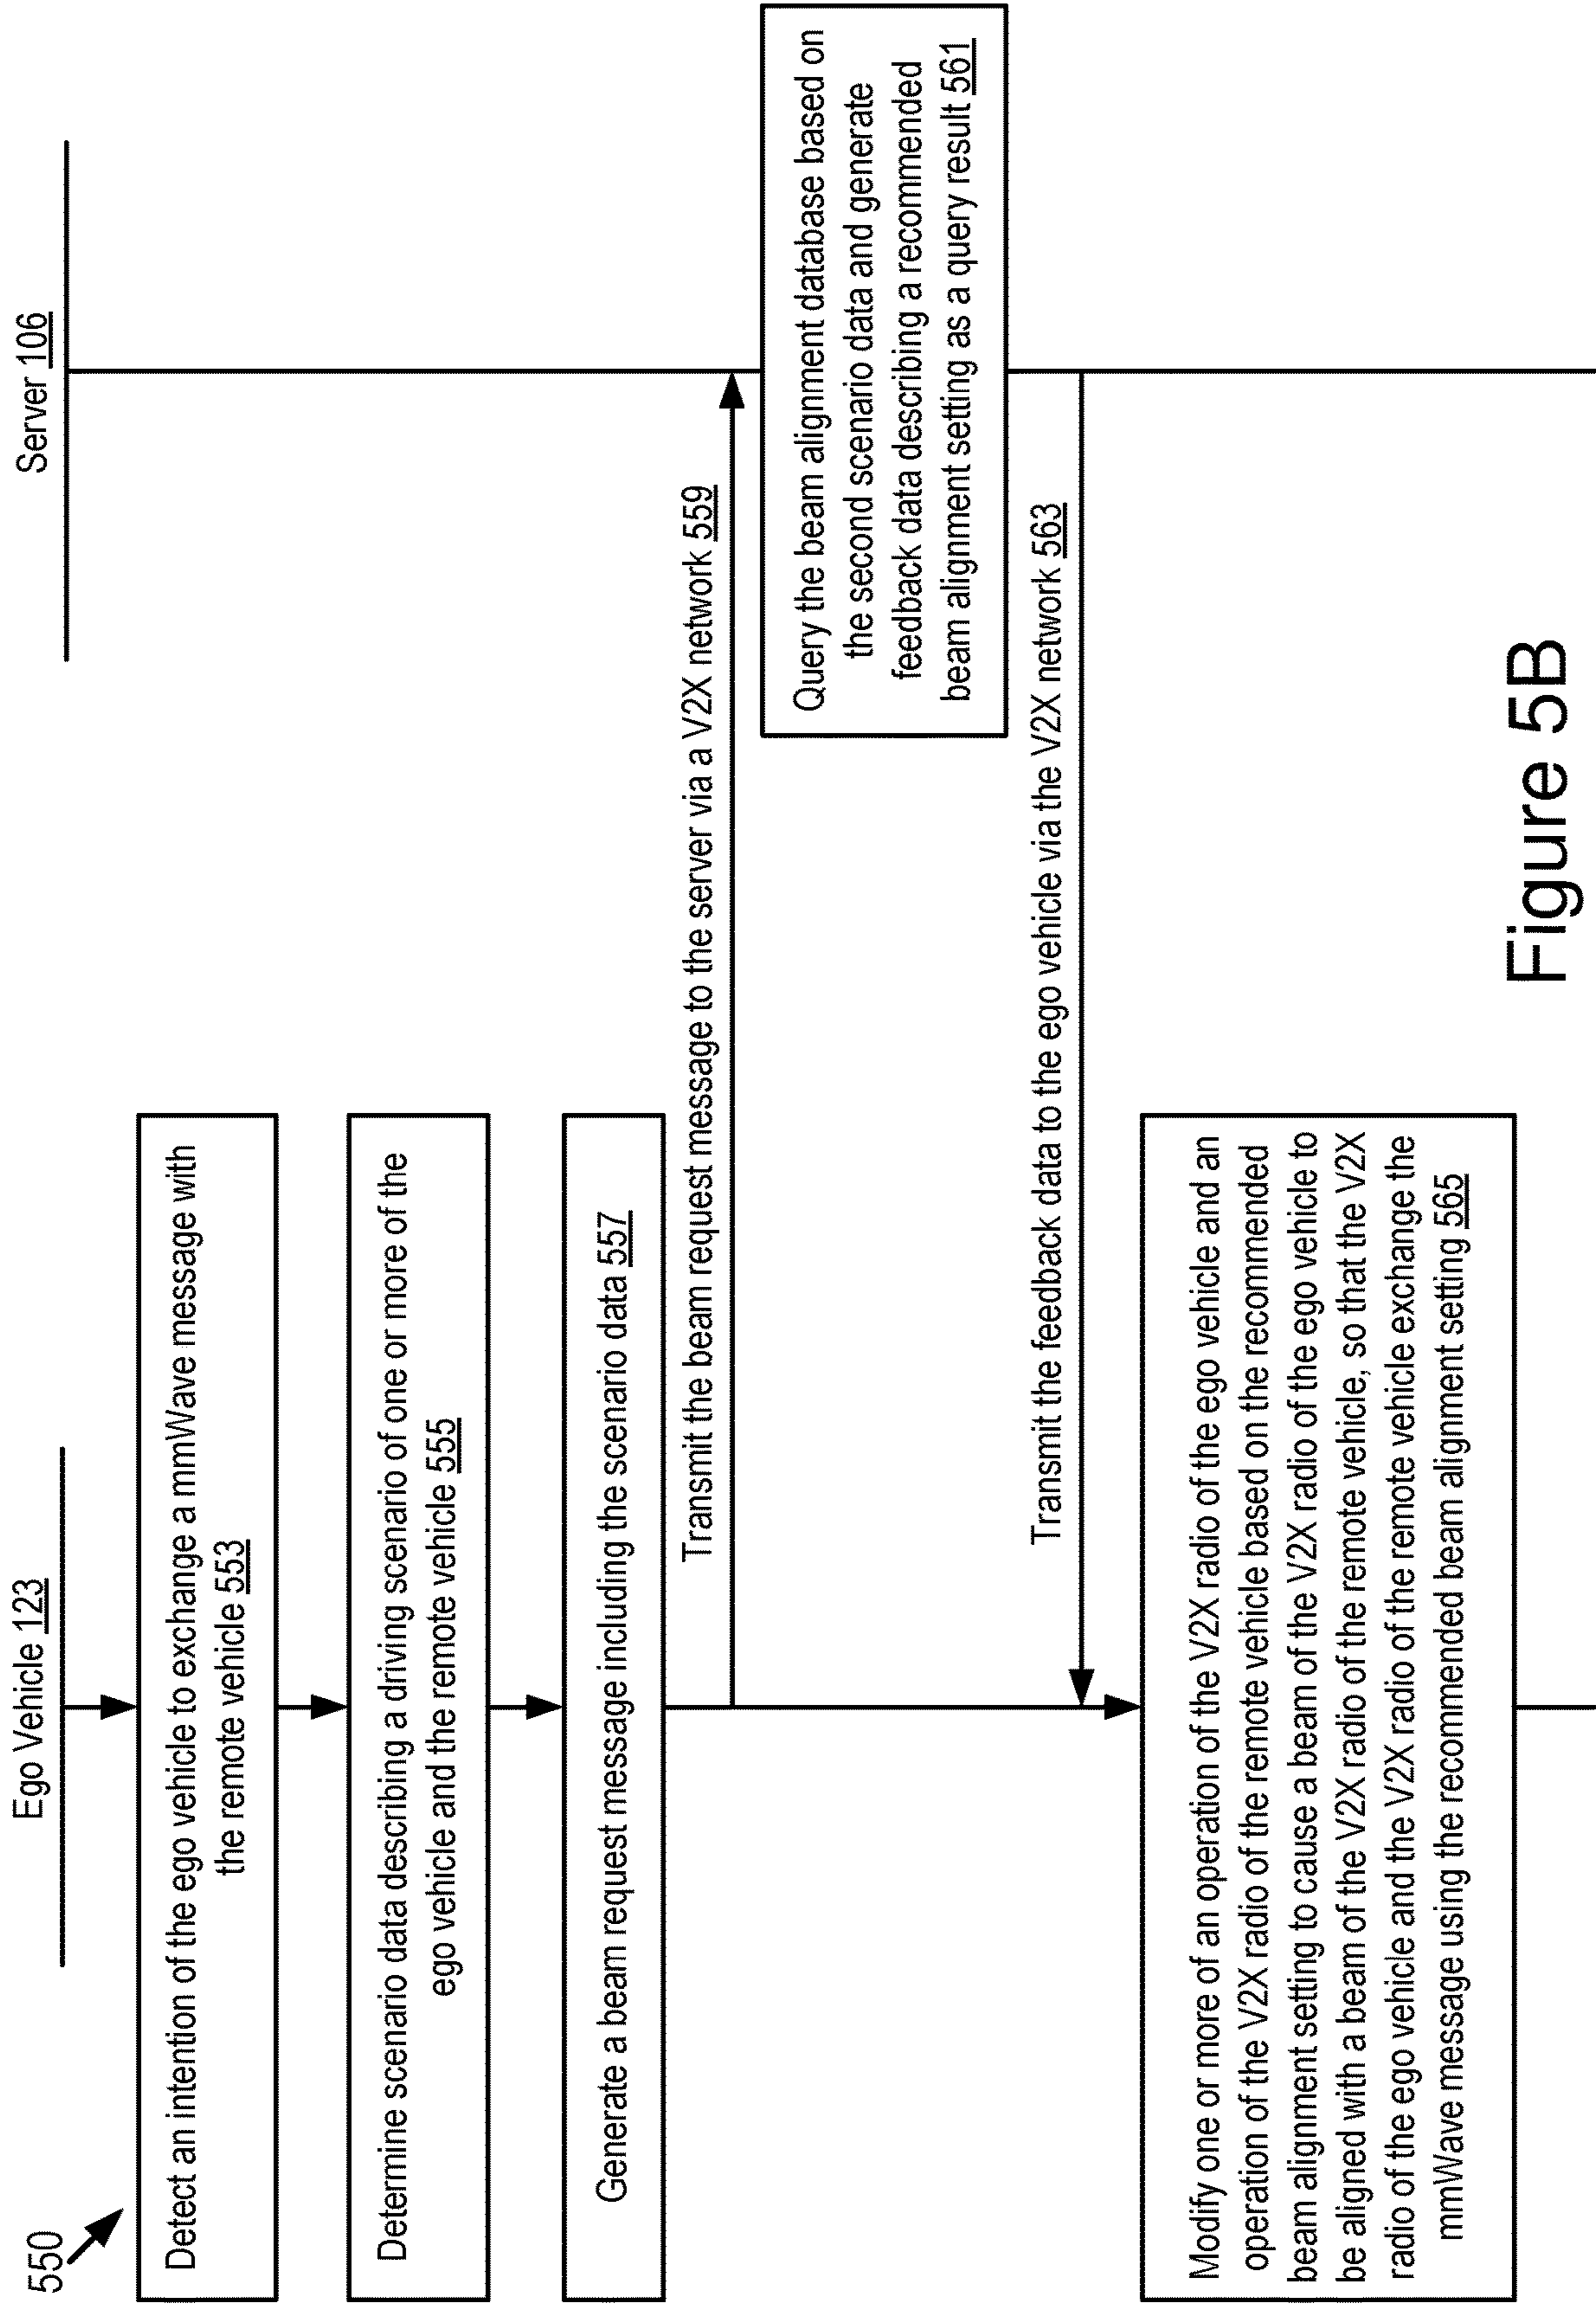 550
Ego Vehicle 123
Server 106
Detect an intention of the ego vehicle to exchange a mmWave message with
the remote vehicle 553
Determine scenario data describing a driving scenario of one or more of the
ego vehicle and the remote vehicle 555
Generate a beam request message including the scenario data 557
Transmit the beam request message to the server via a V2X network 559
Query the beam alignment database based on
the second scenario data and generate
feedback data describing a recommended
beam alignment setting as a query result 561
Transmit the feedback data to the ego vehicle via the V2X network 563
Modify one or more of an operation of the V2X radio of the ego vehicle and an
operation of the V2X radio of the remote vehicle based on the recommended
beam alignment setting to cause a beam of the V2X radio of the ego vehicle to
be aligned with a beam of the V2X radio of the remote vehicle, so that the V2X
radio of the ego vehicle and the V2X radio of the remote vehicle exchange the
mmWave message using the recommended beam alignment setting 565
Figure 5B